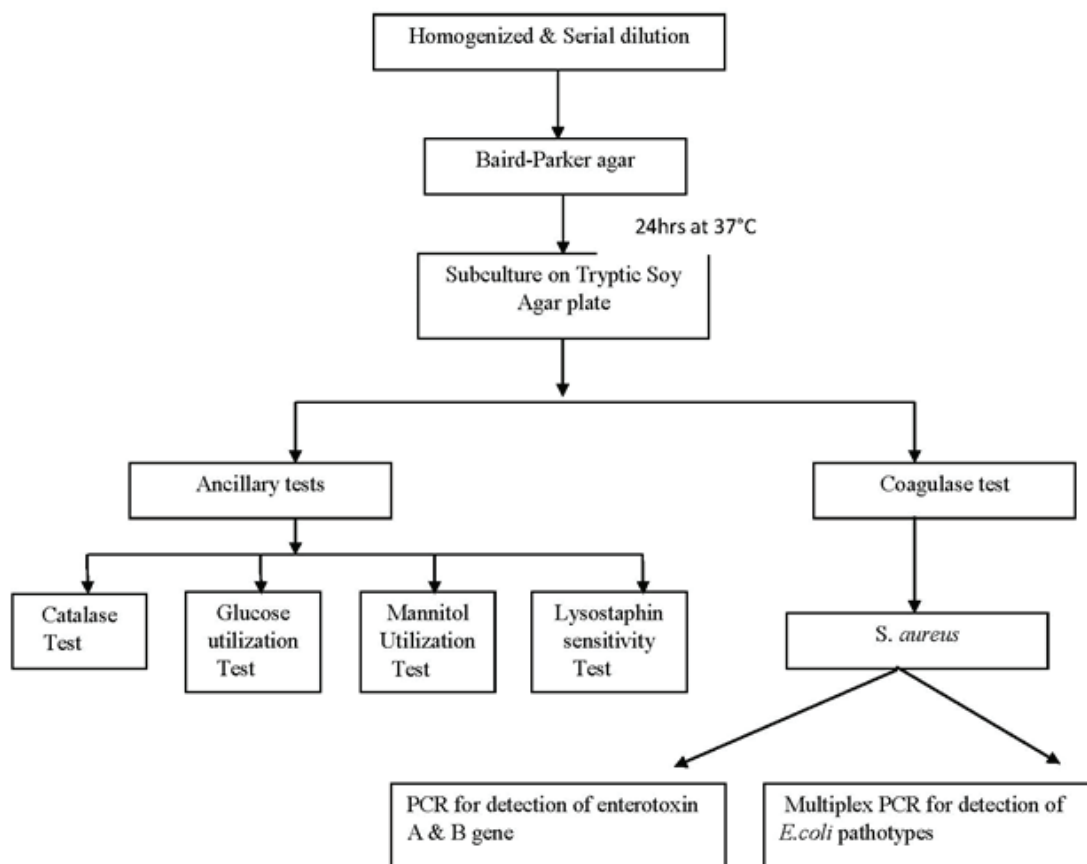 Homogenized & Serial dilution
Baird-Parker agar
24hrs at 37°C
Subculture on Tryptic Soy
Agar plate
Ancillary tests
Coagulase test
Catalase
Test
Glucose
utilization
Test
Mannitol
Utilization
Test
Lysostaphin
sensitivity
Test
S. aureus
PCR for detection of enterotoxin
A & B gene
Multiplex PCR for detection of
E.coli pathotypes